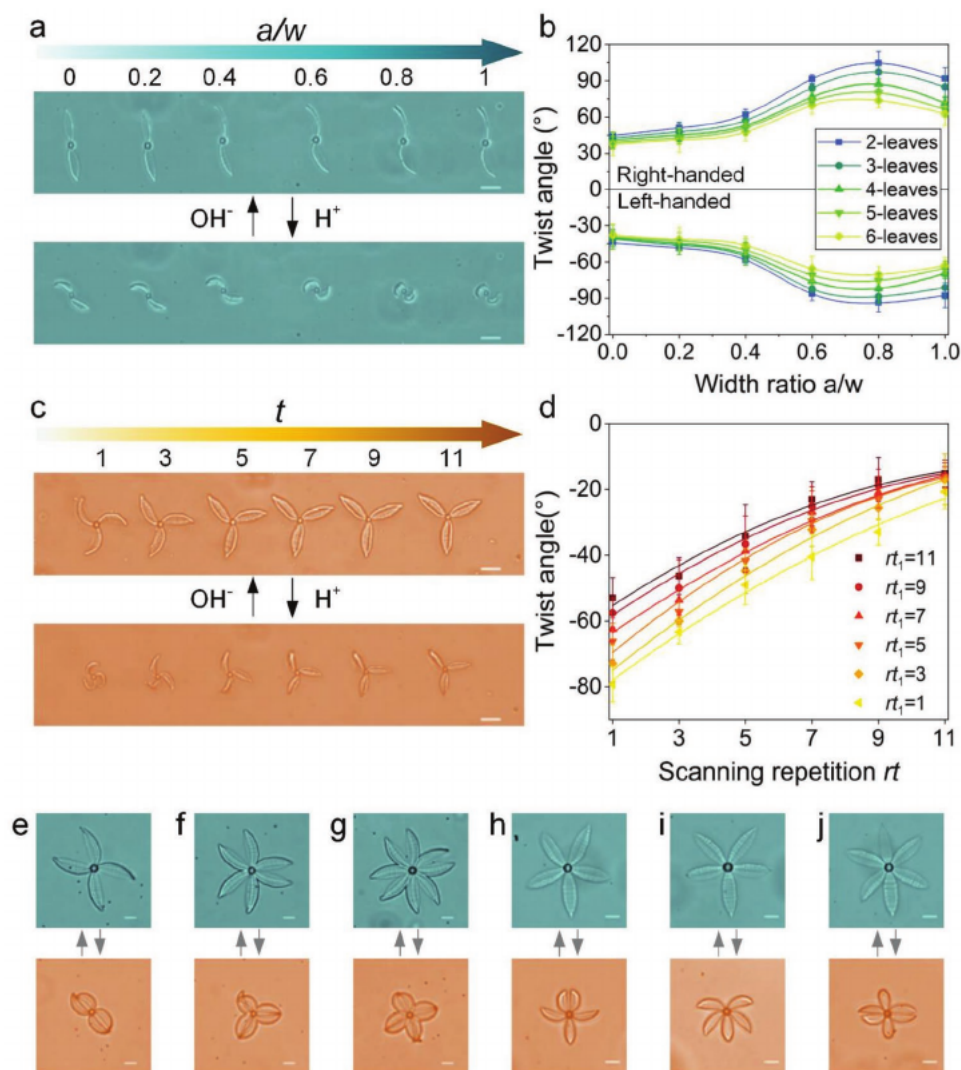 a
a/w
0 0.2 0.4 0.6 0.8 1
OH⁻ H⁺
b
Twist angle (°)
120
90
60
30
0
-30
-60
-90
-120
Right-handed
Left-handed
2-leaves
3-leaves
4-leaves
5-leaves
6-leaves
0.0 0.2 0.4 0.6 0.8 1.0
Width ratio a/w
c
t
1 3 5 7 9 11
OH⁻ H⁺
d
Twist angle(°)
0
-20
-40
-60
-80
rt₁=11
rt₁=9
rt₁=7
rt₁=5
rt₁=3
rt₁=1
1 3 5 7 9 11
Scanning repetition rt
e f g h, i j